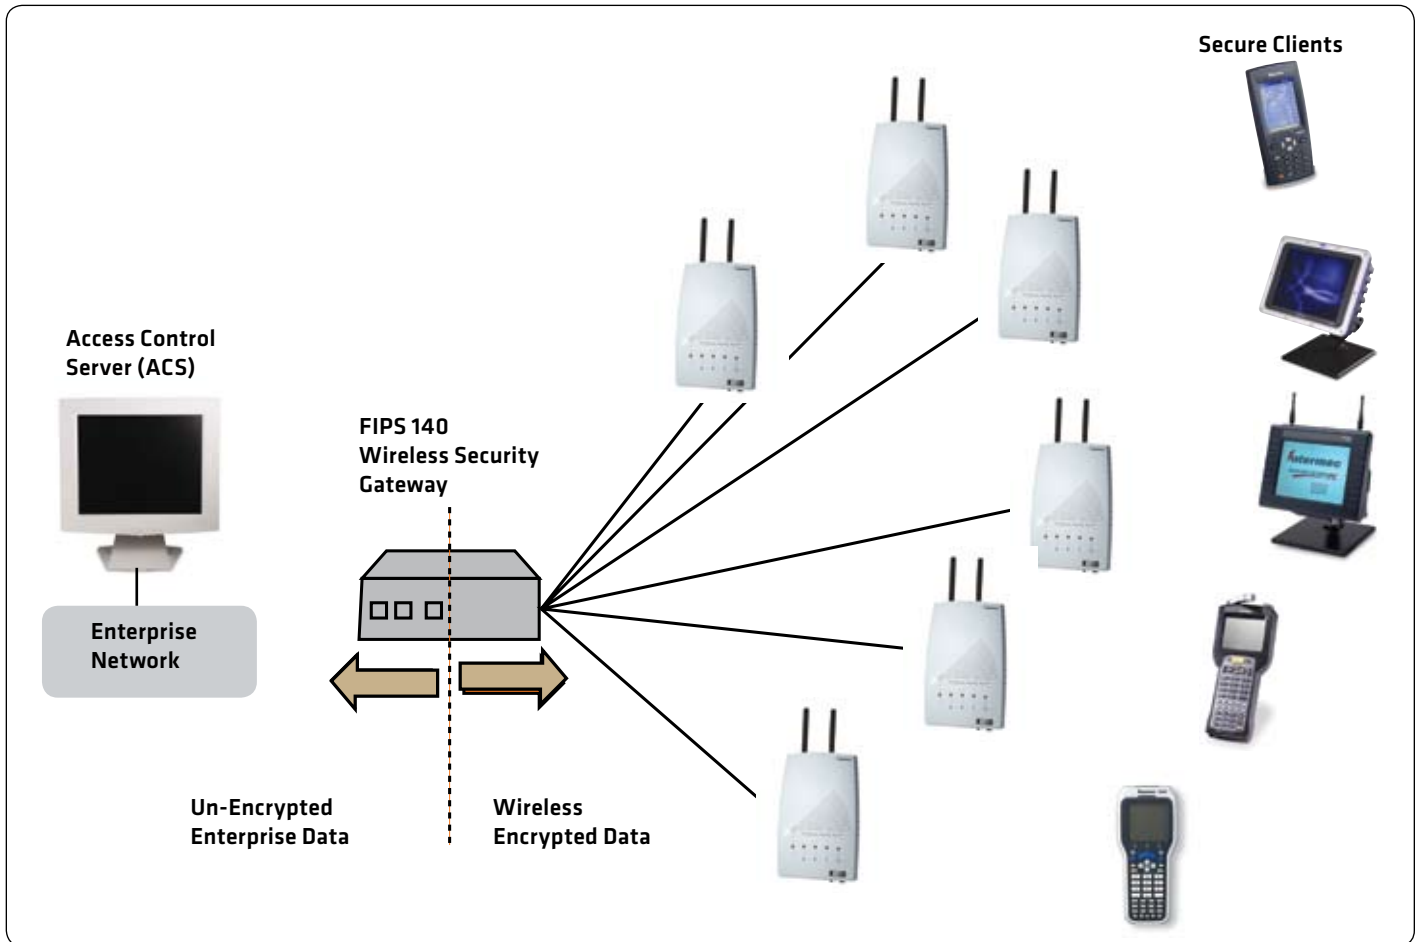 Secure Clients
Access Control
Server (ACS)
FIPS 140
Wireless Security
Gateway
Intermec
Enterprise
Network
Un-Encrypted
Enterprise Data
Wireless
Encrypted Data